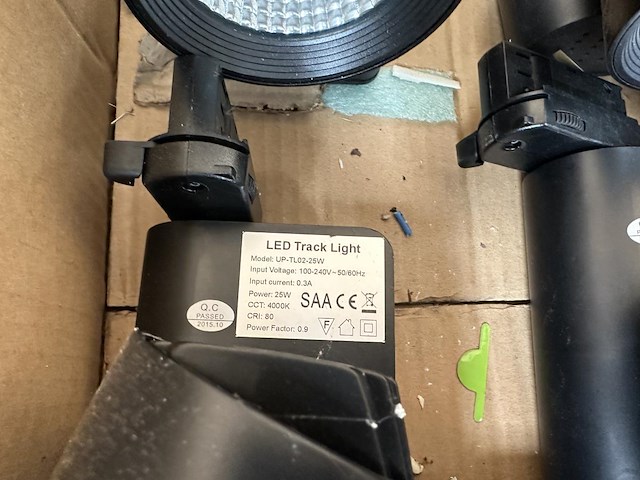 LED Track Light
Model: UP-TL02-25W
Input Voltage: 100-240V~50/60Hz
Input current: 0.3A
Power: 25W
CCT: 4000K
CRI: 80
Power Factor: 0.9
SAA CE
F
Q.C
PASSED
2015.10